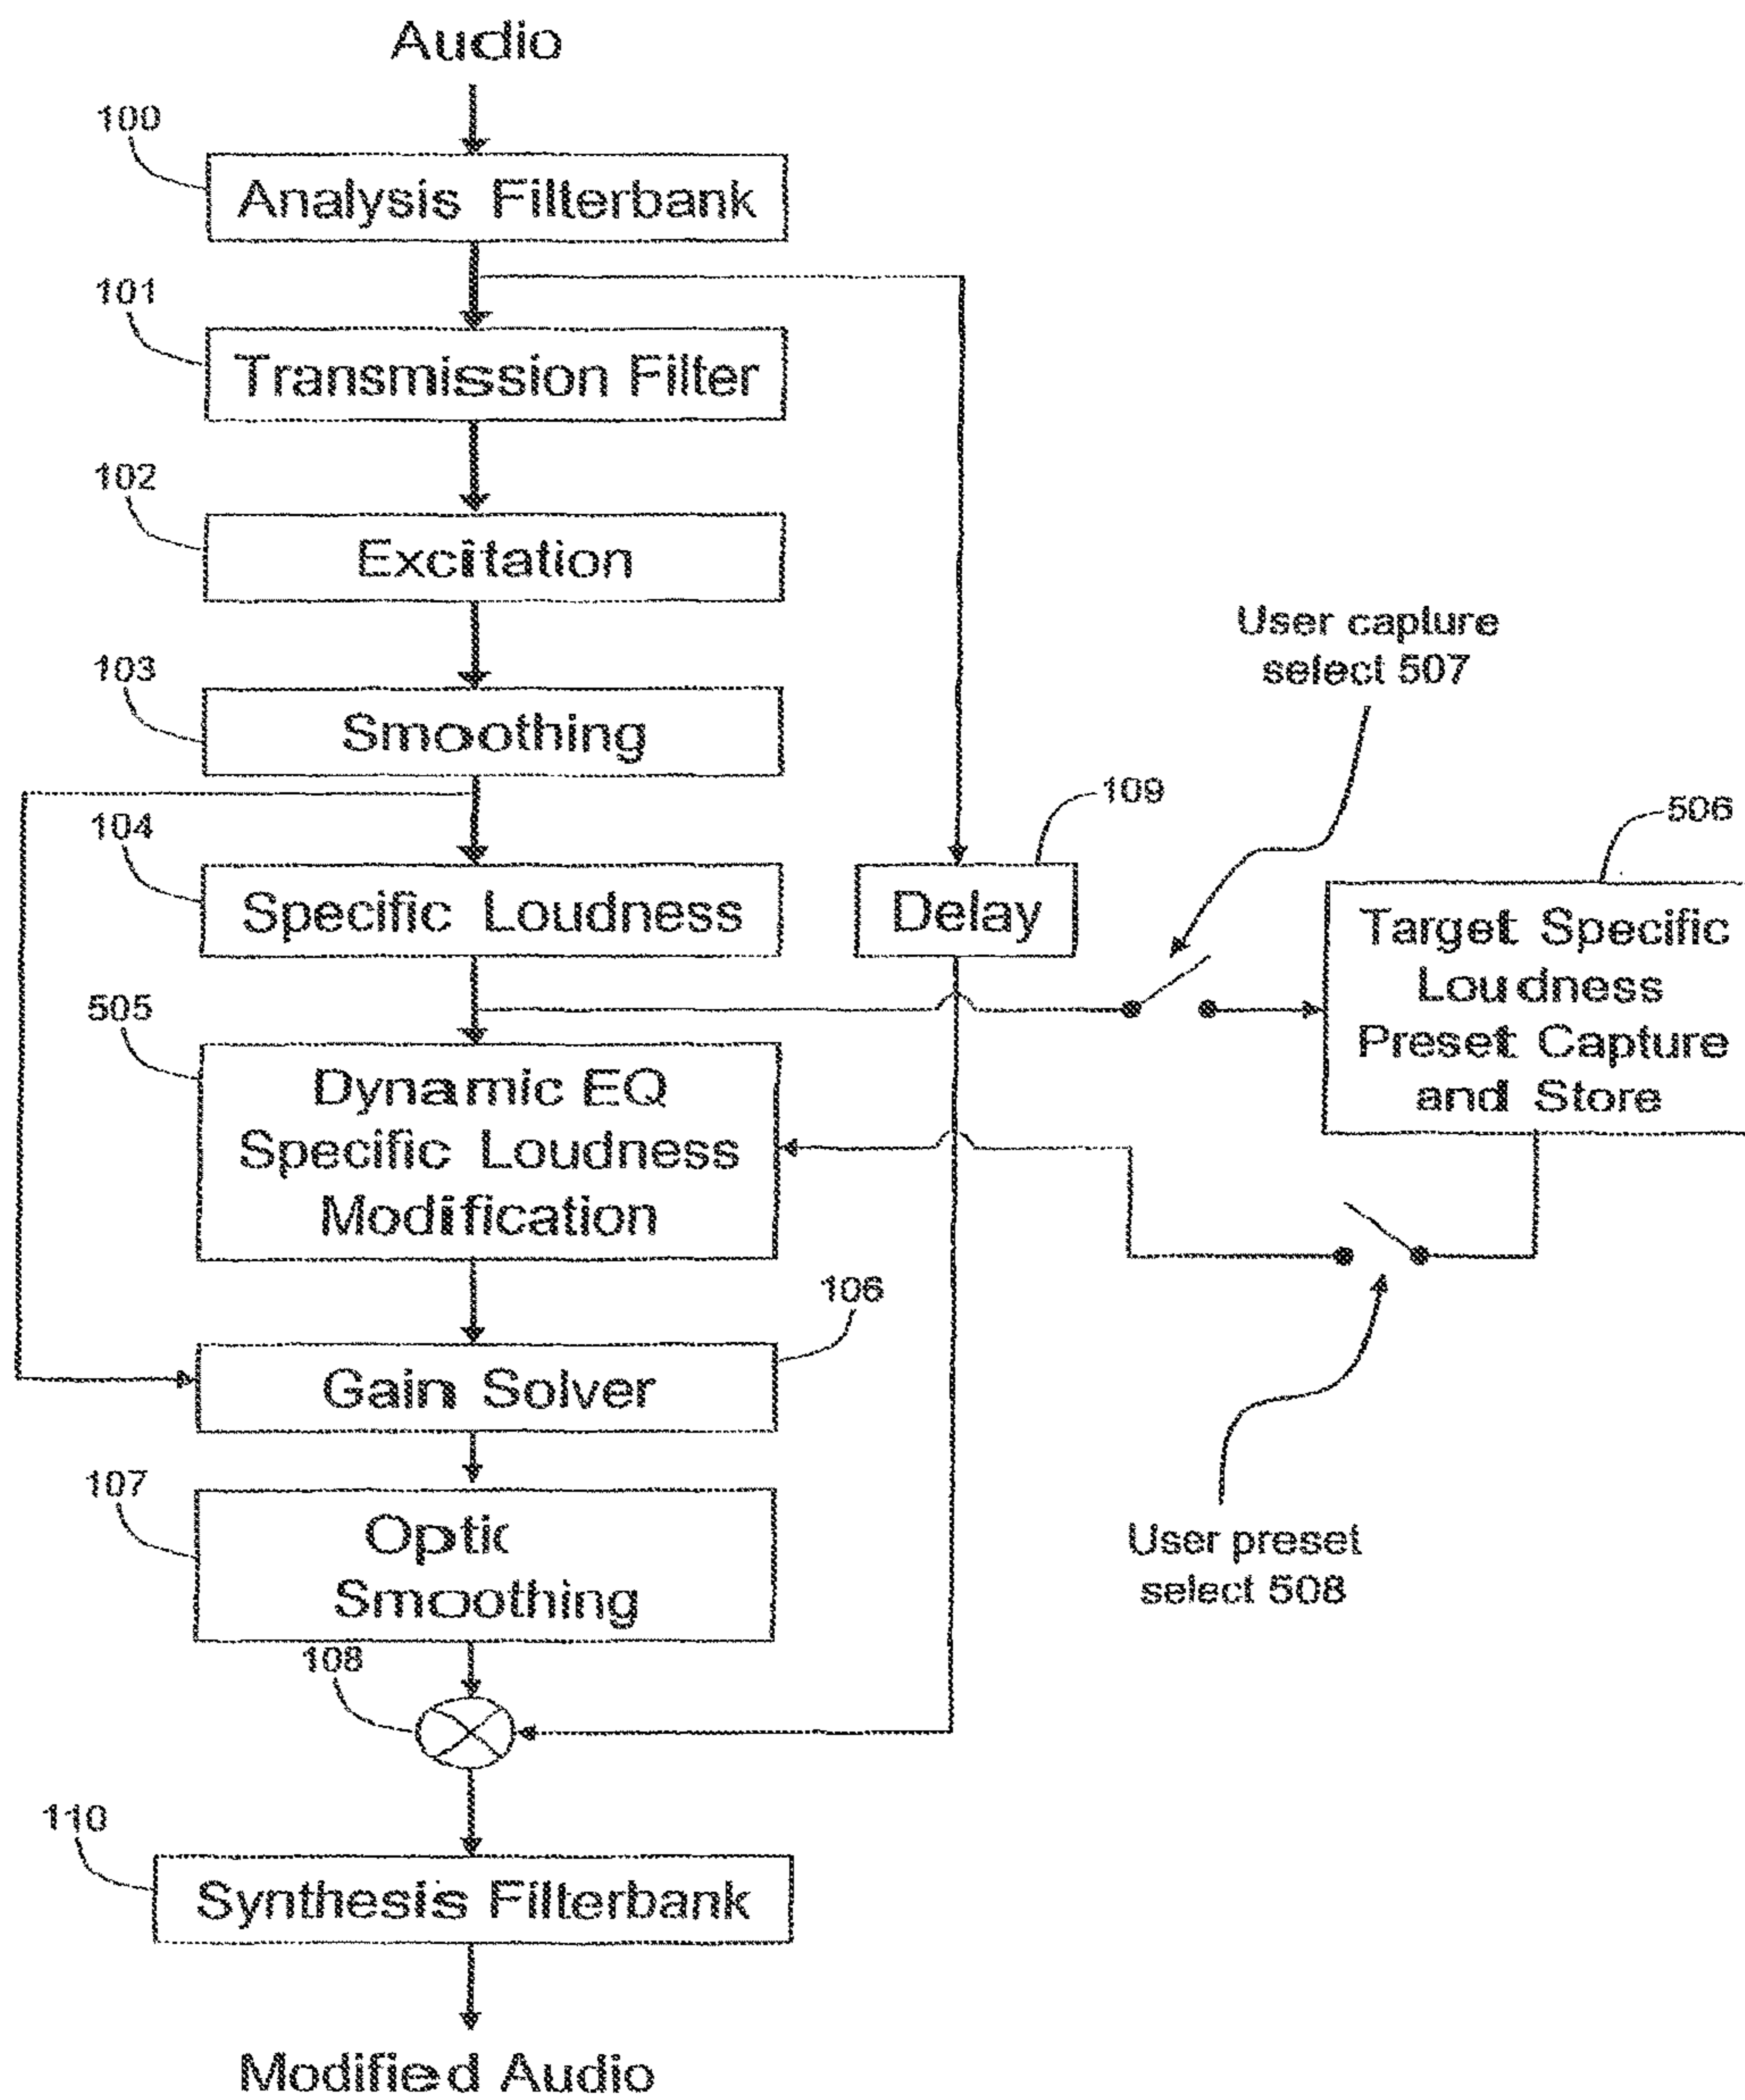 Audio
100
Analysis Filterbank
101
Transmission Filter
102
Excitation
103
Smoothing
104
Specific Loudness
109
Delay
User capture
select 507
506
Target Specific
Loudness
Preset Capture
and Store
505
Dynamic EQ
Specific Loudness
Modification
106
Gain Solver
User preset
select 508
107
Optic
Smoothing
108
110
Synthesis Filterbank
Modified Audio